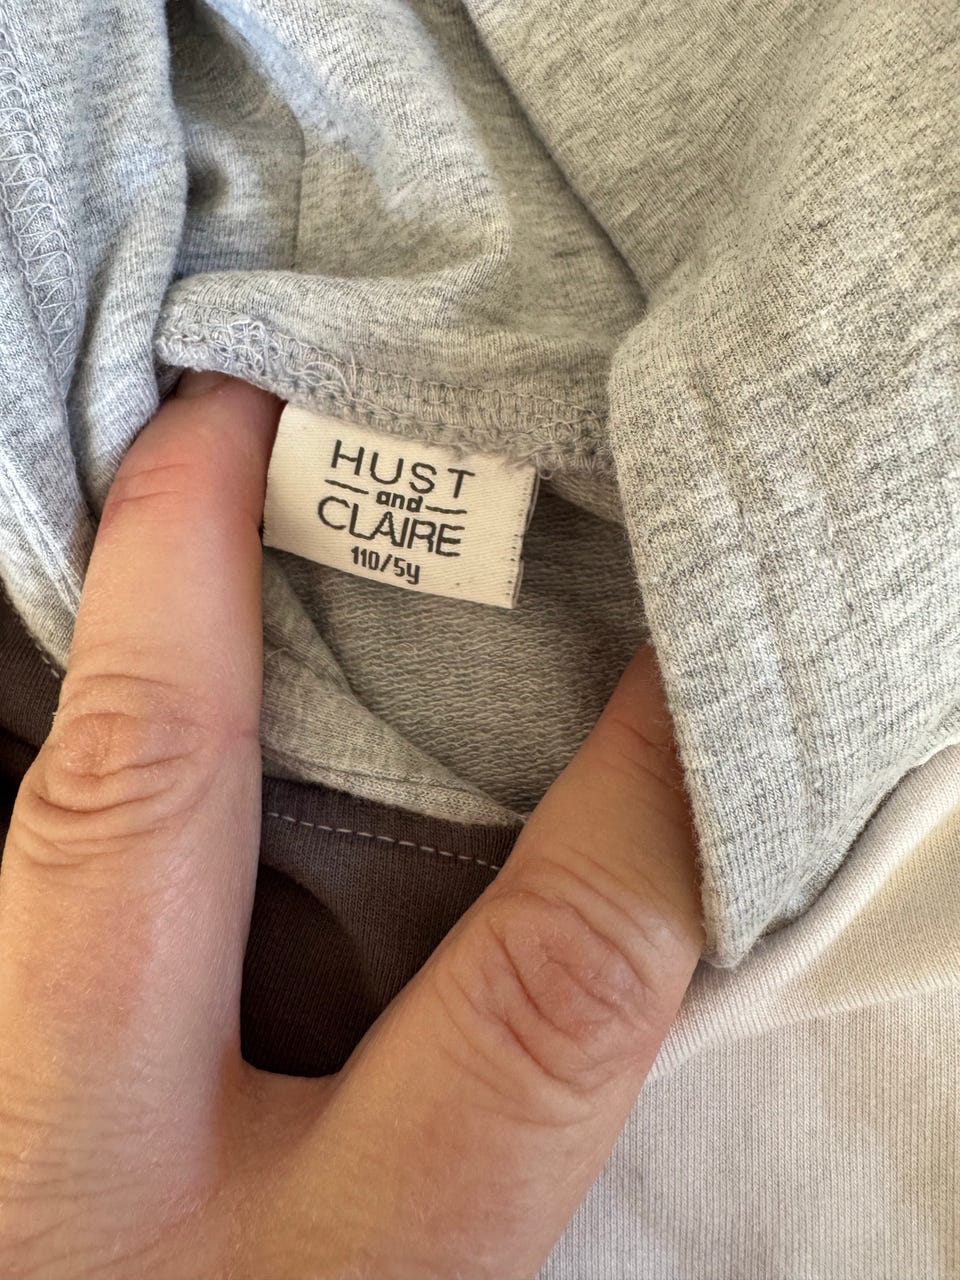 HUST
and
CLAIRE
110/5y